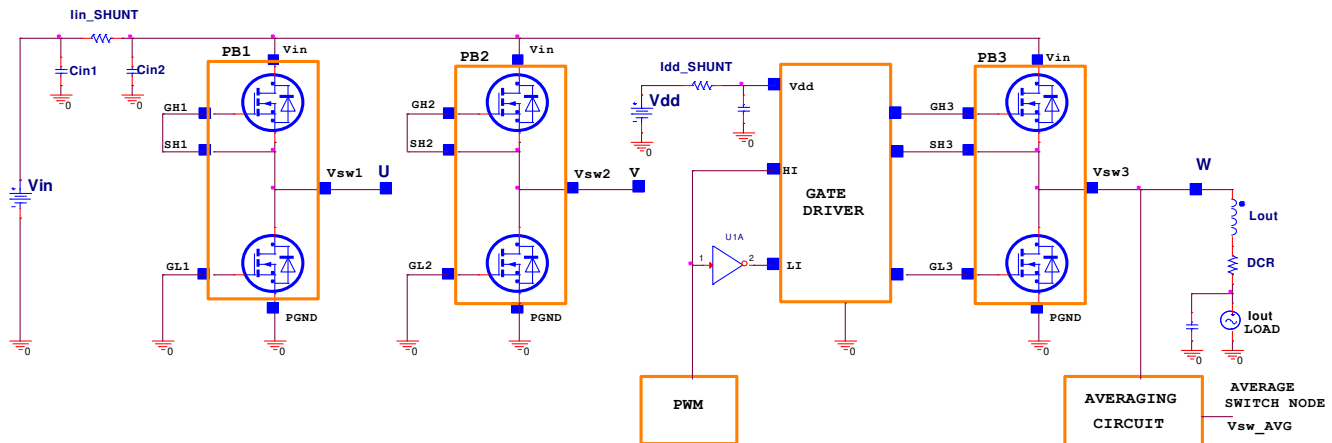 Iin_SHUNT
Cin1
Cin2
Vin
0
0
0
PB1
Vin
GH1
SH1
Vsw1
U
GL1
PGND
0
0
PB2
Vin
GH2
SH2
Vsw2
V
GL2
PGND
0
0
Idd_SHUNT
Vdd
0
0
Vdd
HI
GATE
DRIVER
LI
U1A
1
2
0
PWM
PB3
Vin
GH3
SH3
Vsw3
GL3
PGND
0
W
Lout
DCR
Iout
LOAD
0
0
AVERAGING
CIRCUIT
AVERAGE
SWITCH NODE
Vsw_AVG